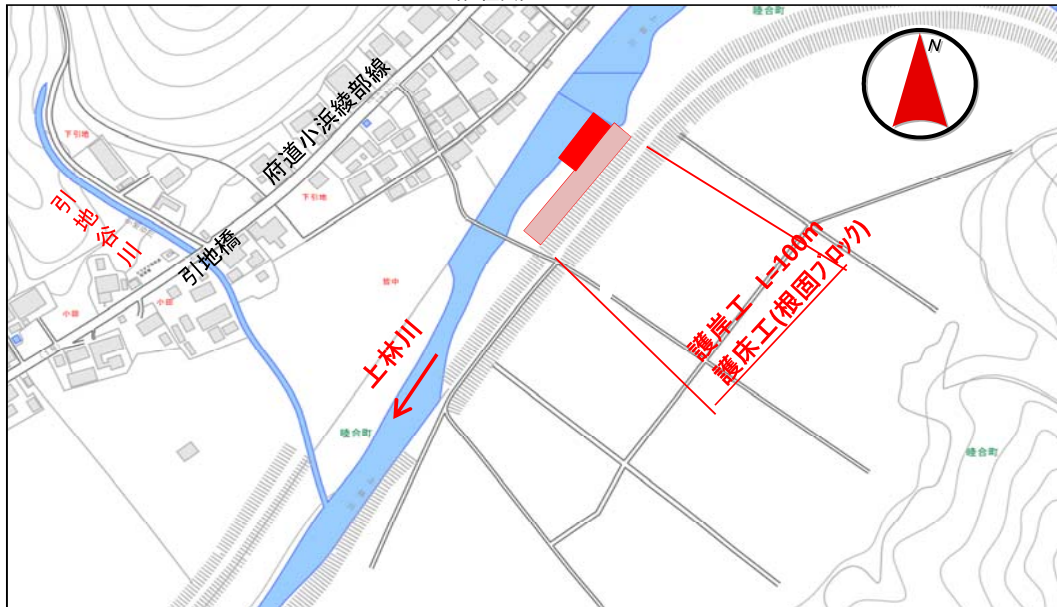 睦合町
N
府道小浜綾部線
下引地
下引地
引地谷川
引地橋
小田
小田
上林川
護岸工 L=100m
護床工(根固ブロック)
睦合町
睦合町